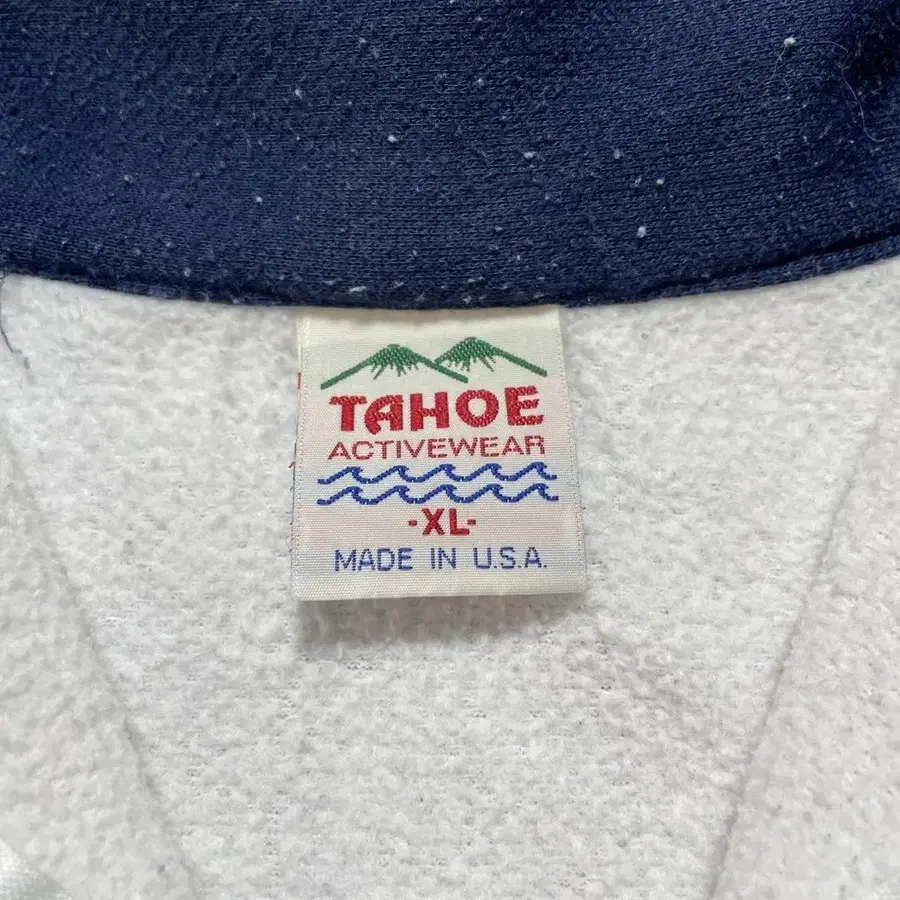 TAHOE
ACTIVEWEAR
-XL-
MADE IN U.S.A.